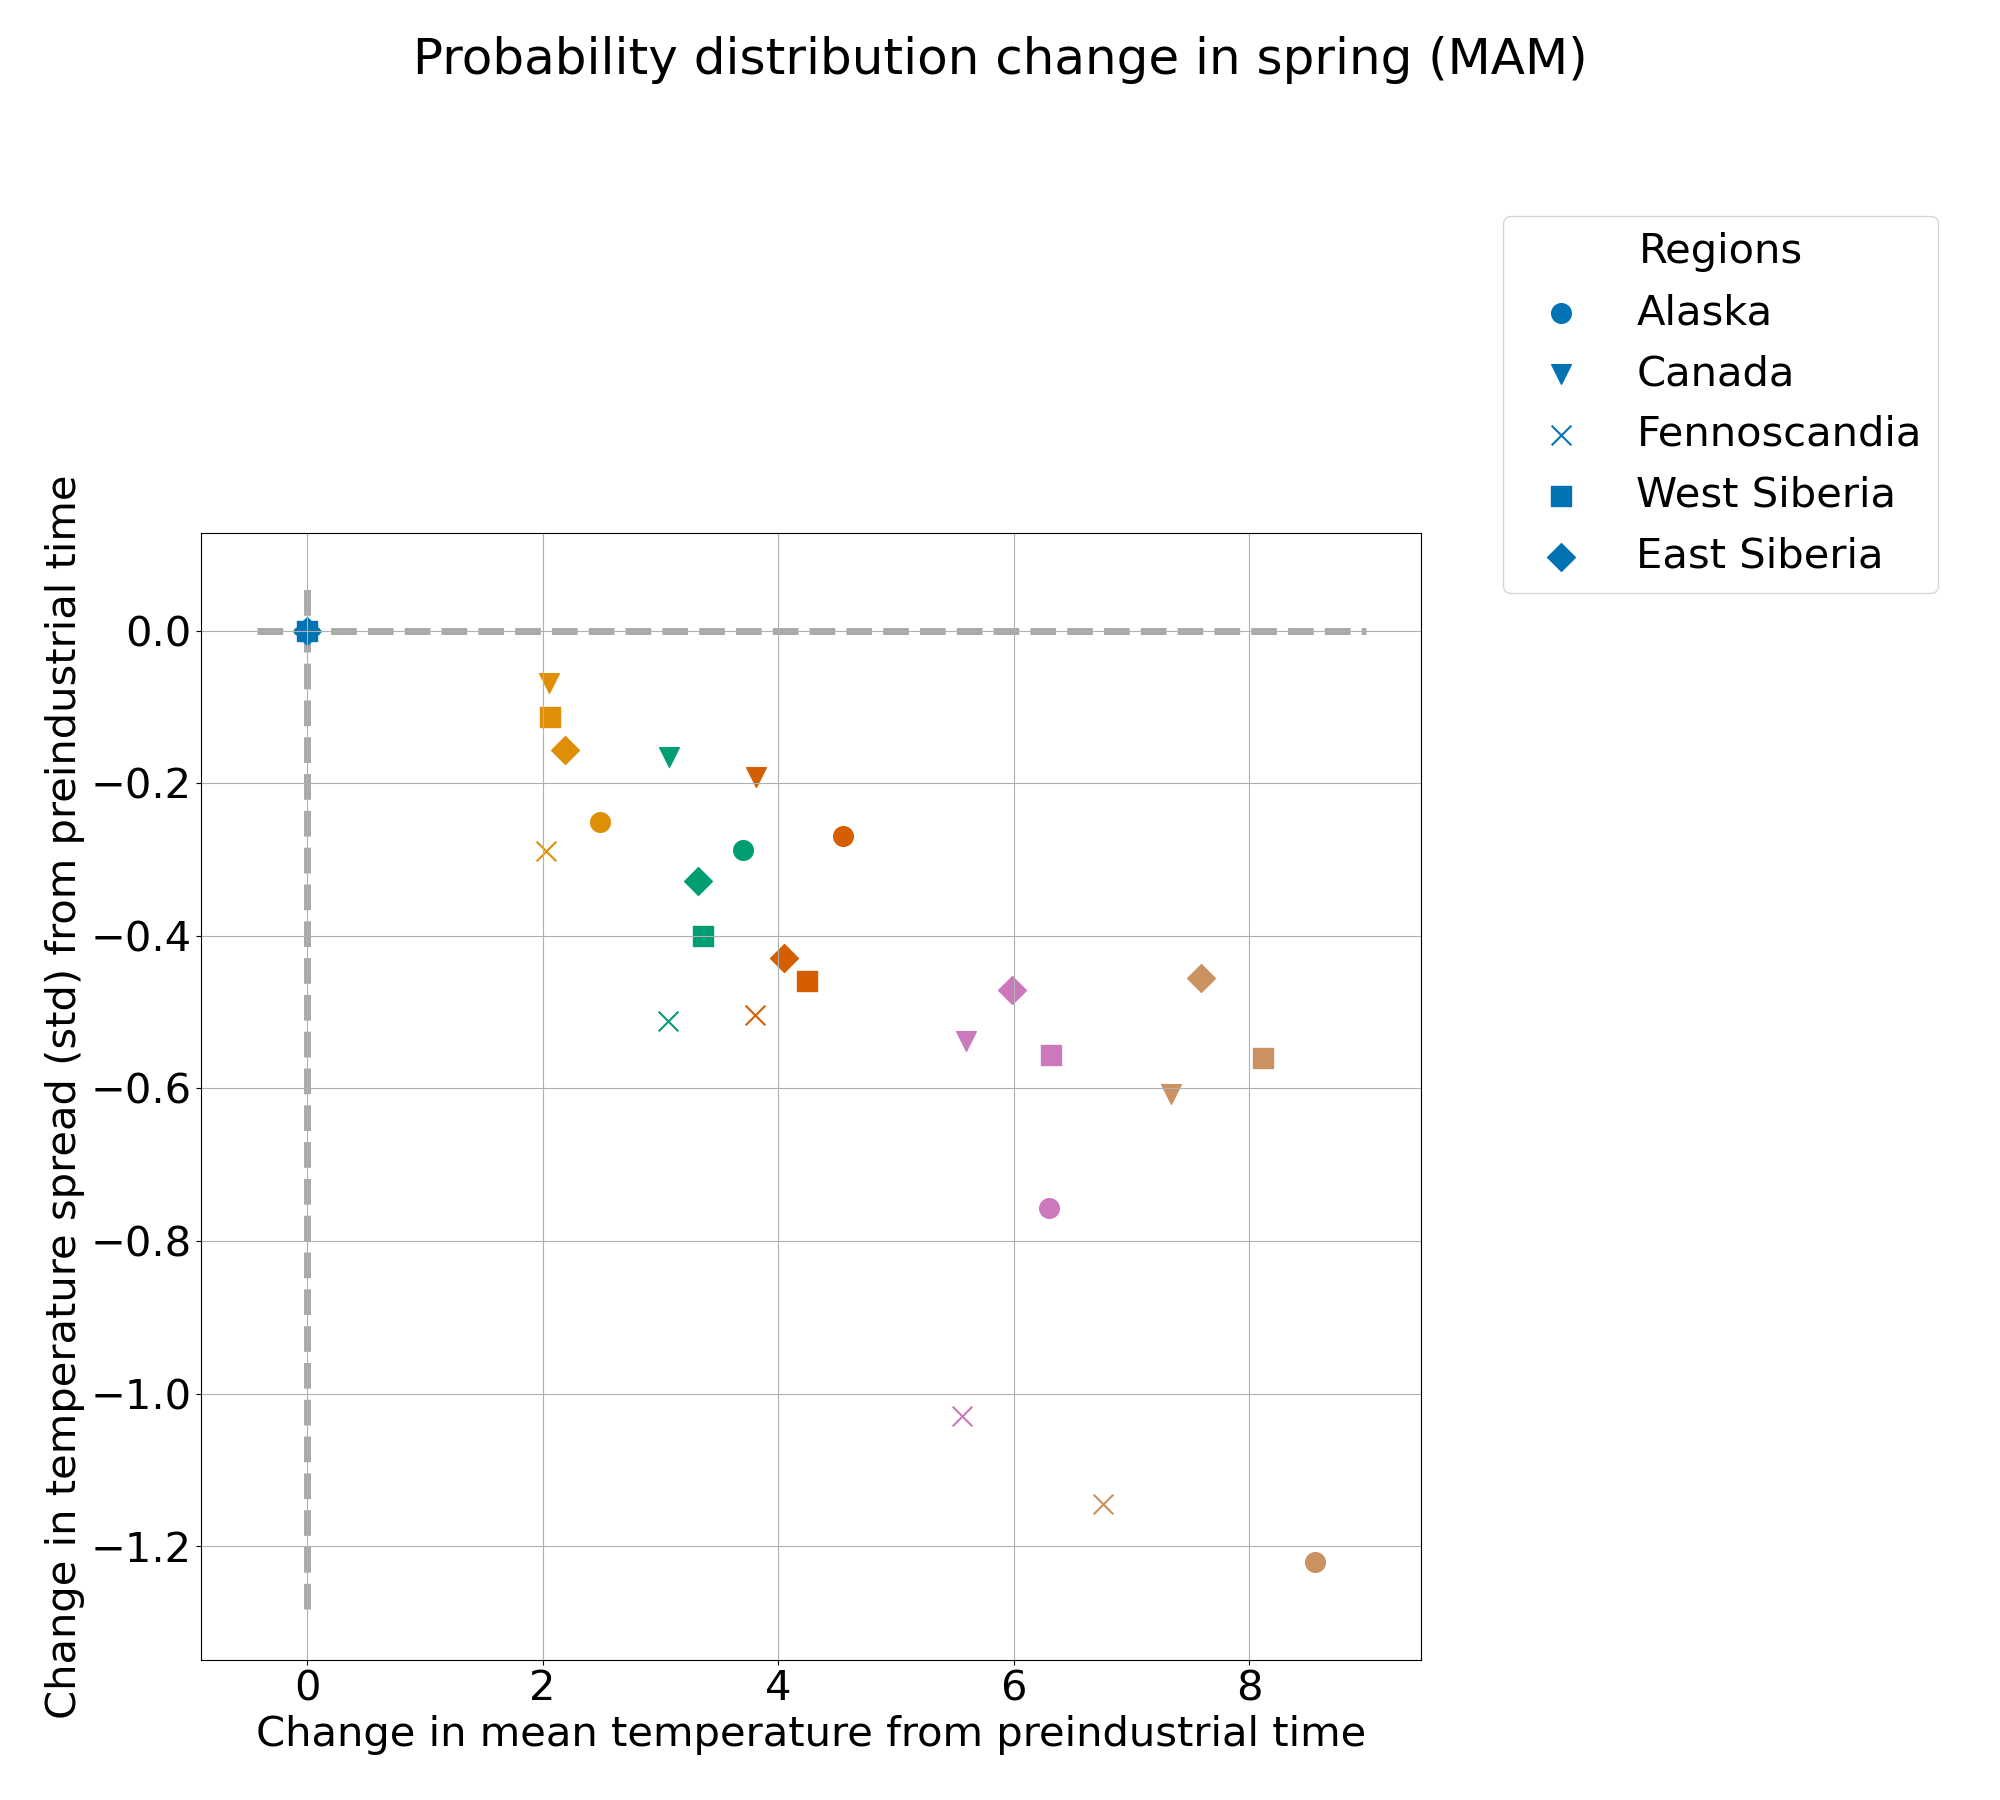 Probability distribution change in spring (MAM)
Regions
Alaska
Canada
Fennoscandia
West Siberia
East Siberia
Change in temperature spread (std) from preindustrial time
0.0
−0.2
−0.4
−0.6
−0.8
−1.0
−1.2
0 2 4 6 8
Change in mean temperature from preindustrial time